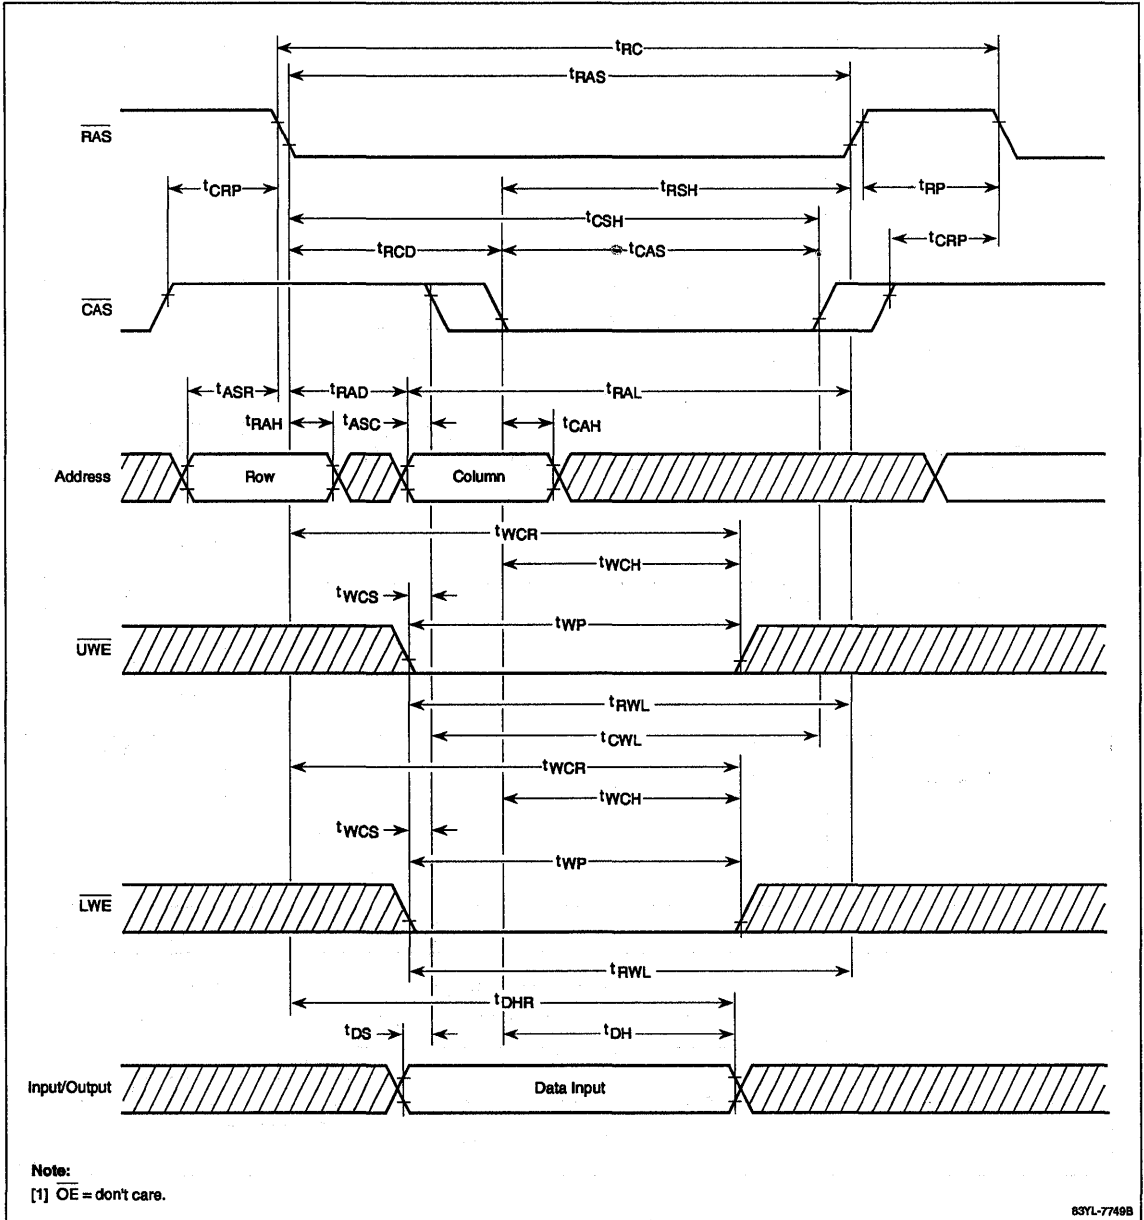 tRC
tRAS
RAS
tCRP
tRSH
tRP
tCSH
tCRP
tRCD
tCAS
CAS
tASR
tRAD
tRAL
tRAH
tASC
tCAH
Address
Row
Column
tWCR
tWCH
tWCS
tWP
UWE
tRWL
tCWL
tWCR
tWCH
tWCS
tWP
LWE
tRWL
tDHR
tDS
tDH
Input/Output
Data Input
Note:
[1] OE = don't care.
83YL-7749B